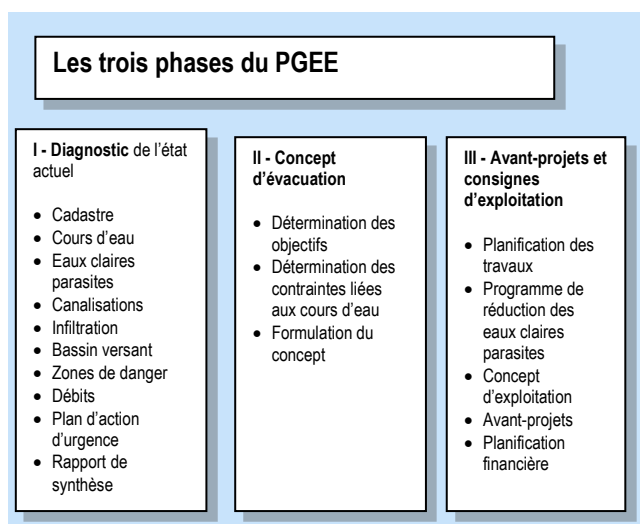 Les trois phases du PGEE
I - Diagnostic de l'état
actuel
• Cadastre
• Cours d'eau
• Eaux claires
parasites
• Canalisations
• Infiltration
• Bassin versant
• Zones de danger
• Débits
• Plan d'action
d'urgence
• Rapport de
synthèse
II - Concept
d'évacuation
• Détermination des
objectifs
• Détermination des
contraintes liées
aux cours d'eau
• Formulation du
concept
III - Avant-projets et
consignes
d'exploitation
• Planification des
travaux
• Programme de
réduction des
eaux claires
parasites
• Concept
d'exploitation
• Avant-projets
• Planification
financière